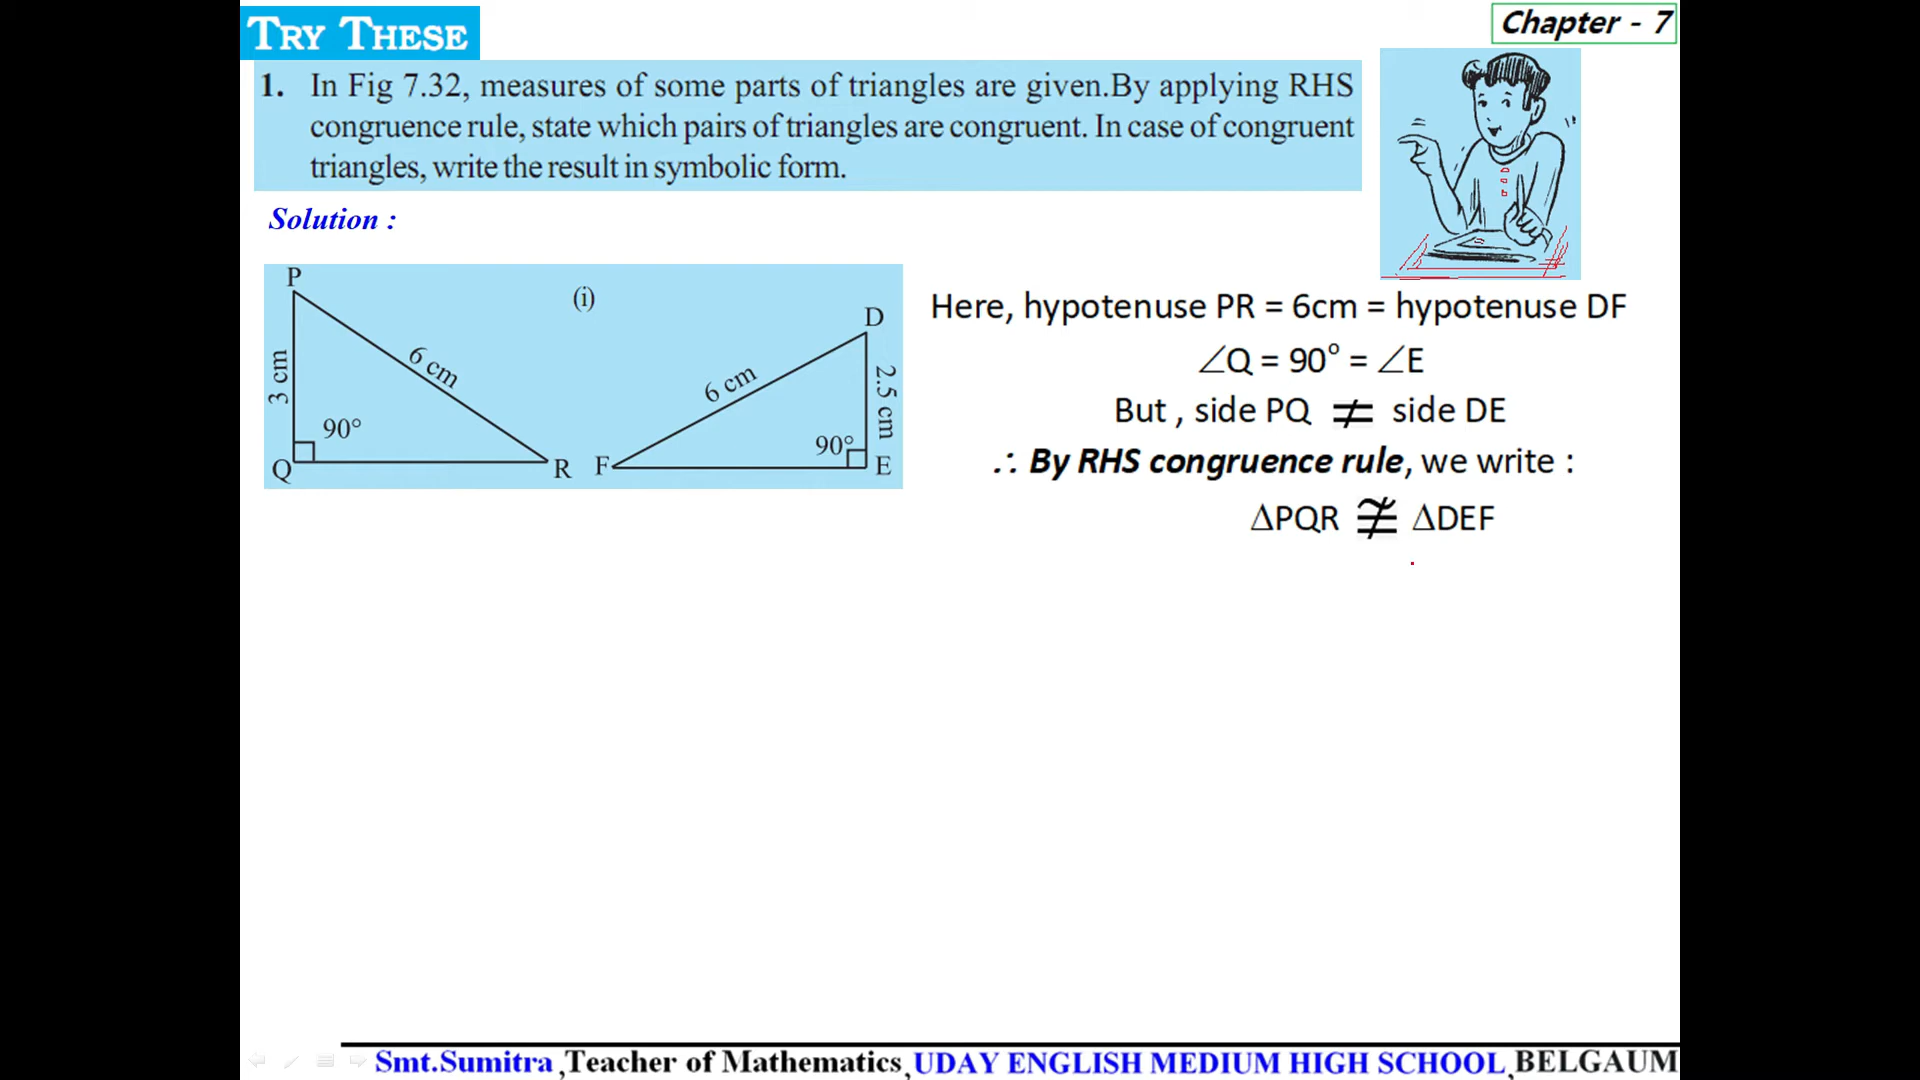 TRY THESE
Chapter - 7
1. In Fig 7.32, measures of some parts of triangles are given.By applying RHS
congruence rule, state which pairs of triangles are congruent. In case of congruent
triangles, write the result in symbolic form.
Solution :
P
(i)
D
3 cm
6 cm
6 cm
2.5 cm
90°
90°
Q
R
F
E
Here, hypotenuse PR = 6cm = hypotenuse DF
∠Q = 90° = ∠E
But , side PQ ≠ side DE
∴ By RHS congruence rule, we write :
ΔPQR ≇ ΔDEF
Smt.Sumitra ,Teacher of Mathematics,UDAY ENGLISH MEDIUM HIGH SCHOOL,BELGAUM